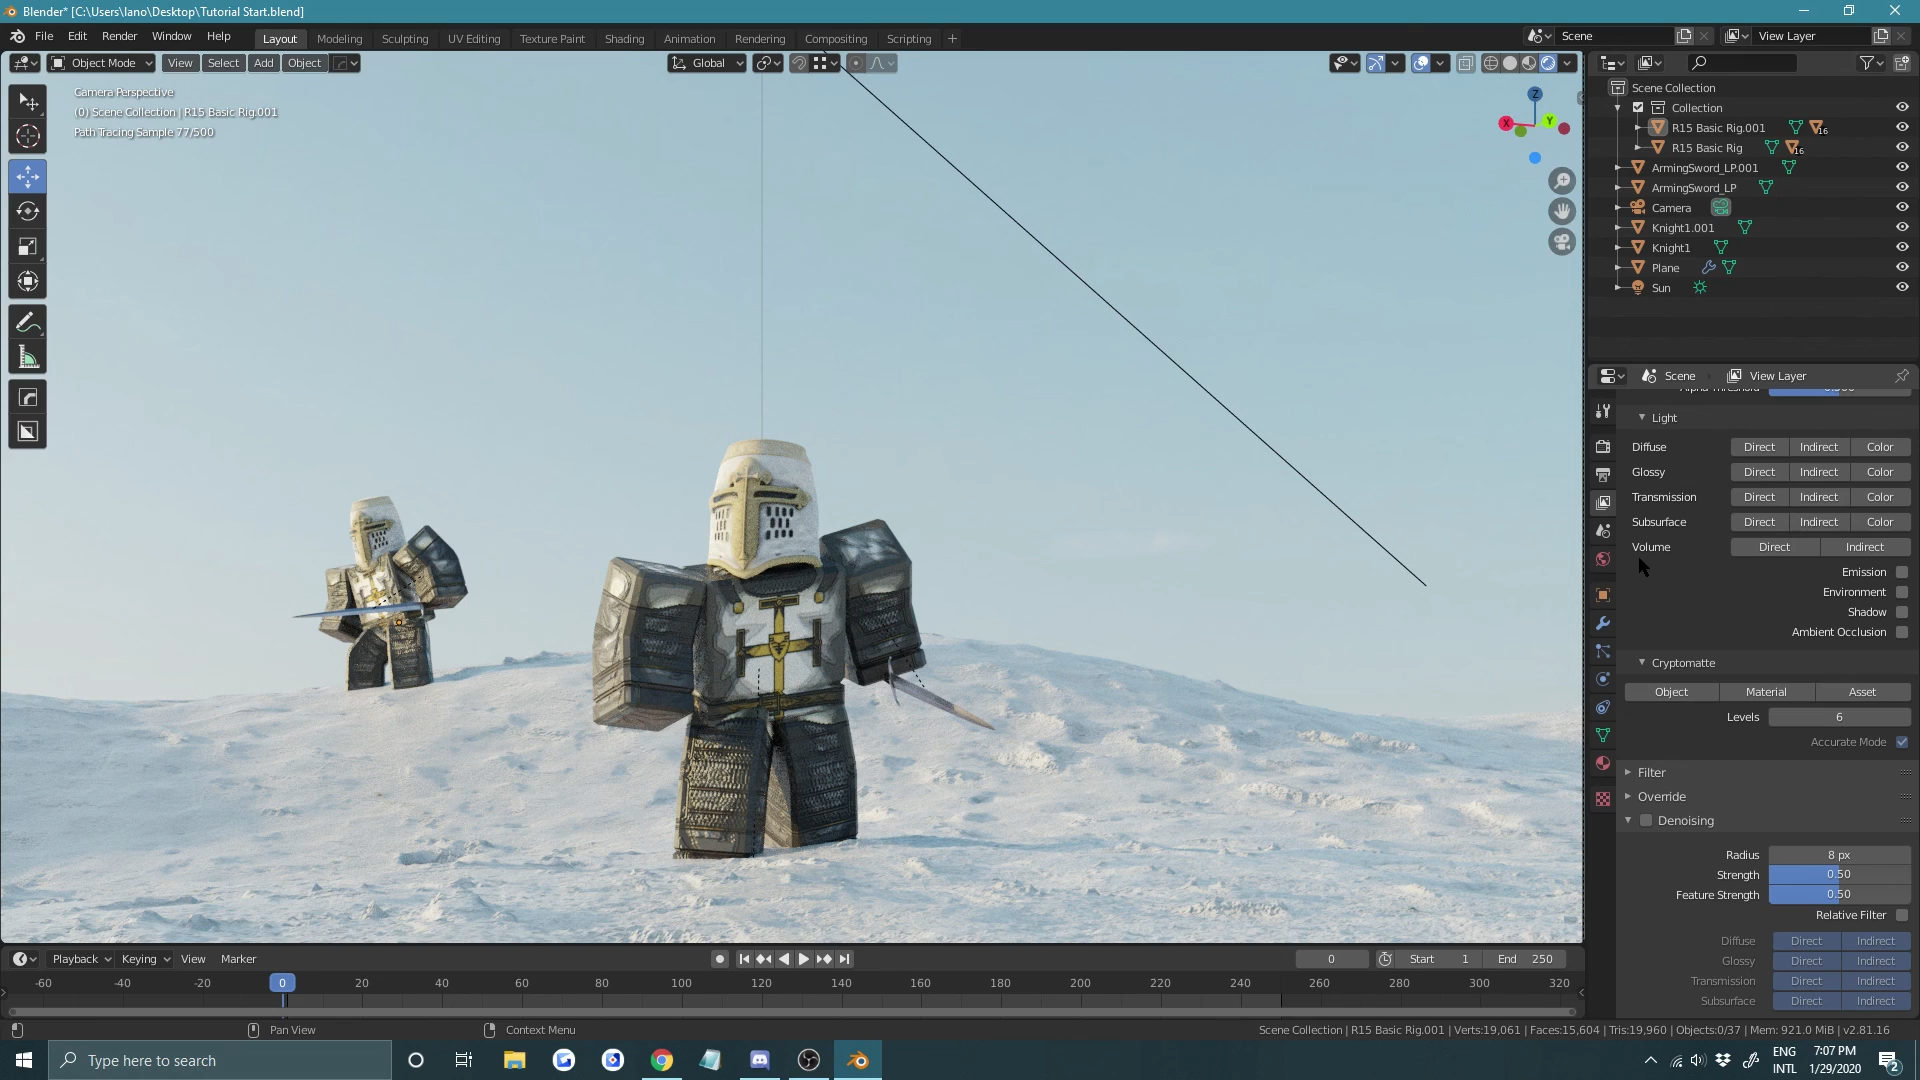 Blender* [C:\Users\Iano\Desktop\Tutorial Start.blend]
File Edit Render Window Help Layout Modeling Sculpting UV Editing Texture Paint Shading Animation Rendering Compositing Scripting + Scene View Layer
Object Mode View Select Add Object Global
Camera Perspective
(0) Scene Collection | R15 Basic Rig.001
Path Tracing Sample 77/500
Z
X
Y
Scene Collection
Collection
R15 Basic Rig.001 16
R15 Basic Rig 16
ArmingSword_LP.001
ArmingSword_LP
Camera
Knight1.001
Knight1
Plane
Sun
Scene View Layer
Light
Diffuse Direct Indirect Color
Glossy Direct Indirect Color
Transmission Direct Indirect Color
Subsurface Direct Indirect Color
Volume Direct Indirect
Emission
Environment
Shadow
Ambient Occlusion
Cryptomatte
Object Material Asset
Levels 6
Accurate Mode
Filter
Override
Denoising
Radius 8 px
Strength 0.50
Feature Strength 0.50
Relative Filter
Diffuse Direct Indirect
Glossy Direct Indirect
Transmission Direct Indirect
Subsurface Direct Indirect
Playback Keying View Marker 0 Start 1 End 250
-60 -40 -20 0 20 40 60 80 100 120 140 160 180 200 220 240 260 280 300 320
Pan View Context Menu Scene Collection | R15 Basic Rig.001 | Verts:19,061 | Faces:15,604 | Tris:19,960 | Objects:0/37 | Mem: 921.0 MiB | v2.81.16
Type here to search
ENG 7:07 PM
INTL 1/29/2020 2